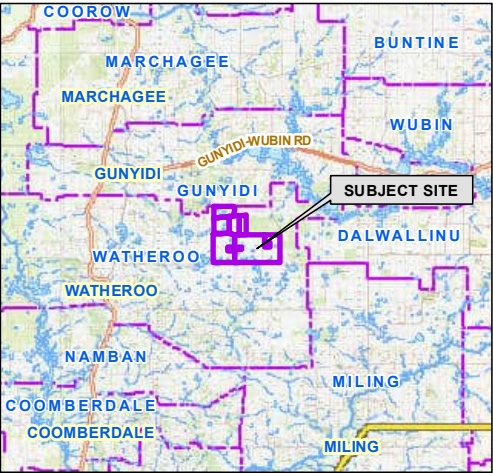 COOROW
BUNTINE
MARCHAGEE
MARCHAGEE
WUBIN
GUNYIDI-WUBIN RD
GUNYIDI
GUNYIDI
SUBJECT SITE
DALWALLINU
WATHEROO
WATHEROO
NAMBAN
MILING
COOMBERDALE
COOMBERDALE
MILING